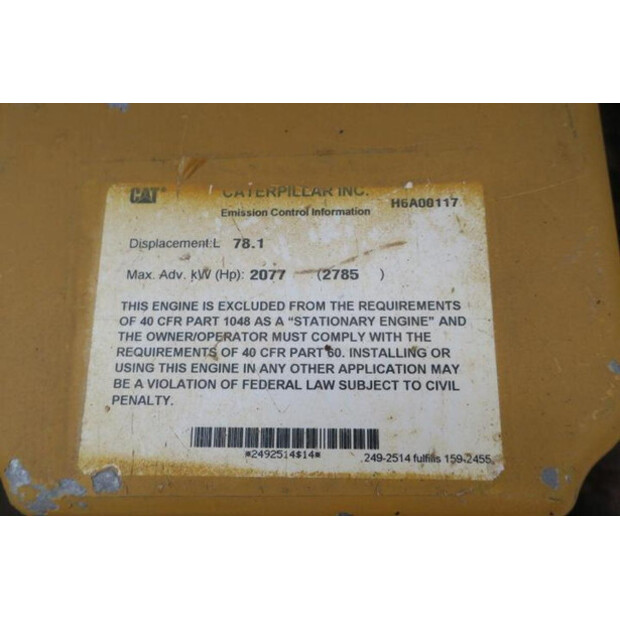 CAT
CATERPILLAR INC.
H6A00117
Emission Control Information
Displacement:L 78.1
Max. Adv. kW (Hp): 2077 (2785 )
THIS ENGINE IS EXCLUDED FROM THE REQUIREMENTS
OF 40 CFR PART 1048 AS A "STATIONARY ENGINE" AND
THE OWNER/OPERATOR MUST COMPLY WITH THE
REQUIREMENTS OF 40 CFR PART 60. INSTALLING OR
USING THIS ENGINE IN ANY OTHER APPLICATION MAY
BE A VIOLATION OF FEDERAL LAW SUBJECT TO CIVIL
PENALTY.
*2492514$14*
249-2514 fulfills 159-2455